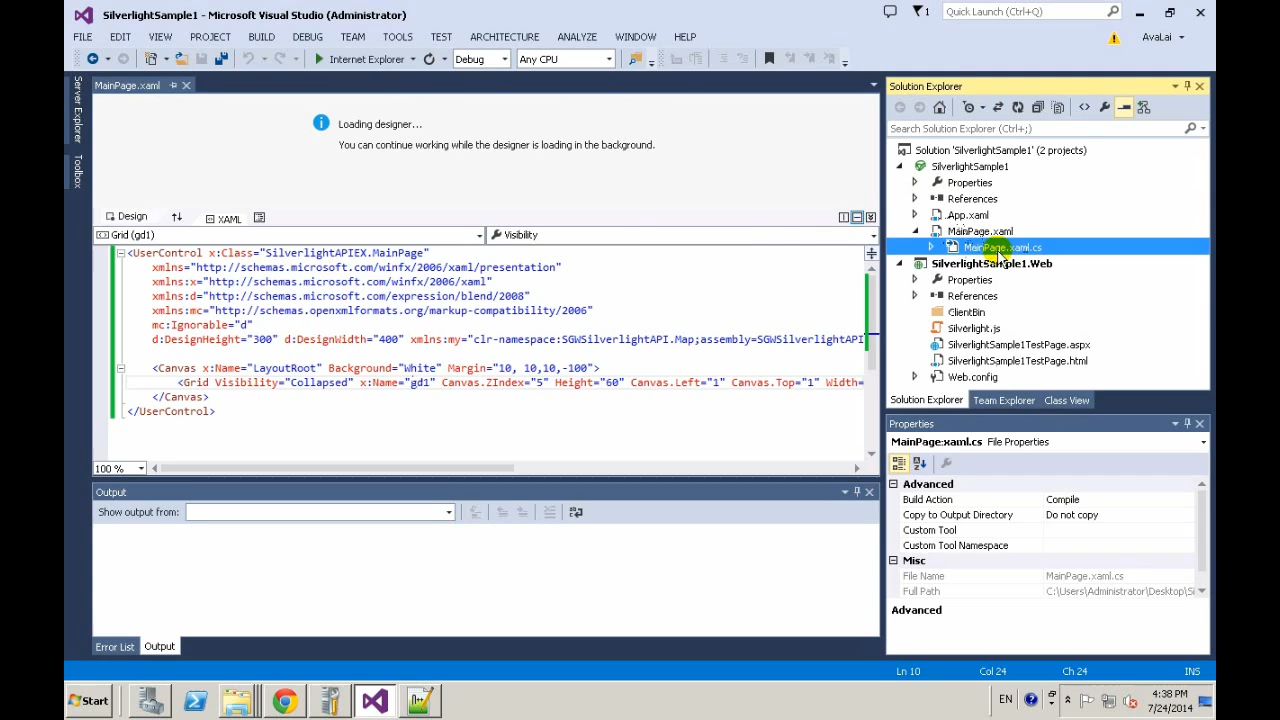 SilverlightSample1 - Microsoft Visual Studio (Administrator)
1
Quick Launch (Ctrl+Q)
FILE EDIT VIEW PROJECT BUILD DEBUG TEAM TOOLS TEST ARCHITECTURE ANALYZE WINDOW HELP
AvaLai
Internet Explorer
Debug
Any CPU
Server Explorer
Toolbox
MainPage.xaml
Loading designer...
You can continue working while the designer is loading in the background.
Design
XAML
Grid (gd1)
Visibility
<UserControl x:Class="SilverlightAPIEX.MainPage"
xmlns="http://schemas.microsoft.com/winfx/2006/xaml/presentation"
xmlns:x="http://schemas.microsoft.com/winfx/2006/xaml"
xmlns:d="http://schemas.microsoft.com/expression/blend/2008"
xmlns:mc="http://schemas.openxmlformats.org/markup-compatibility/2006"
mc:Ignorable="d"
d:DesignHeight="300" d:DesignWidth="400" xmlns:my="clr-namespace:SGWSilverlightAPI.Map;assembly=SGWSilverlightAPI
<Canvas x:Name="LayoutRoot" Background="White" Margin="10, 10,10,-100">
<Grid Visibility="Collapsed" x:Name="gd1" Canvas.ZIndex="5" Height="60" Canvas.Left="1" Canvas.Top="1" Width=
</Canvas>
</UserControl>
100 %
Output
Show output from:
Error List
Output
Solution Explorer
Search Solution Explorer (Ctrl+;)
Solution 'SilverlightSample1' (2 projects)
SilverlightSample1
Properties
References
App.xaml
MainPage.xaml
MainPage.xaml.cs
SilverlightSample1.Web
Properties
References
ClientBin
Silverlight.js
SilverlightSample1TestPage.aspx
SilverlightSample1TestPage.html
Web.config
Solution Explorer Team Explorer Class View
Properties
MainPage.xaml.cs File Properties
Advanced
Build Action Compile
Copy to Output Directory Do not copy
Custom Tool
Custom Tool Namespace
Misc
File Name MainPage.xaml.cs
Full Path C:\Users\Administrator\Desktop\Si
Advanced
Ln 10 Col 24 Ch 24 INS
Start
EN
4:38 PM
7/24/2014